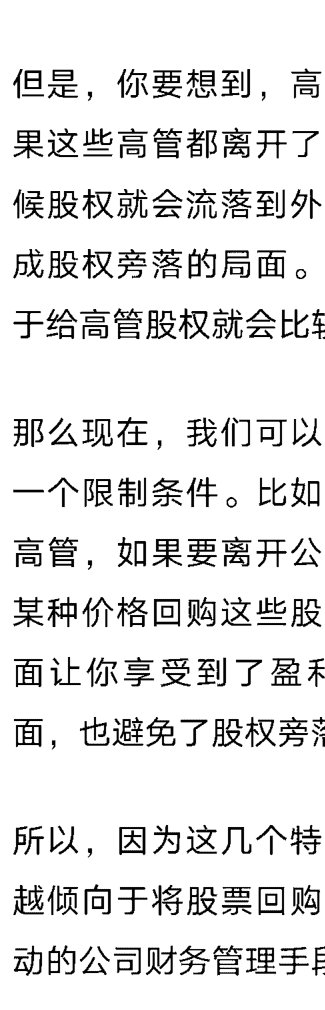 但是，你要想到，高
果这些高管都离开了
候股权就会流落到外
成股权旁落的局面。
于给高管股权就会比
那么现在，我们可以
一个限制条件。比如
高管，如果要离开公
某种价格回购这些股
面让你享受到了盈利
面，也避免了股权旁落
所以，因为这几个特
越倾向于将股票回购
动的公司财务管理手段